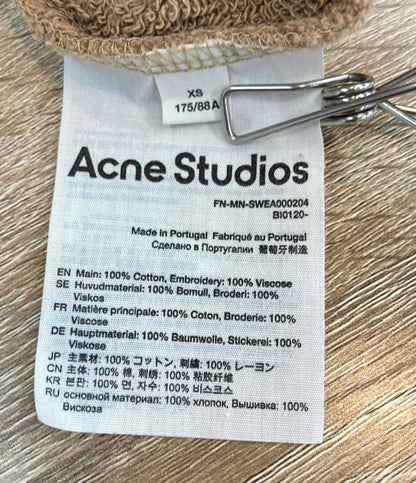 XS
175/88A
Acne Studios
FN-MN-SWEA000204
BI0120-
Made in Portugal Fabriqué au Portugal
Сделано в Португалии 葡萄牙制造
EN Main: 100% Cotton, Embroidery: 100% Viscose
SE Huvudmaterial: 100% Bomull, Broderi: 100%
Viskos
FR Matière principale: 100% Coton, Broderie: 100%
Viscose
DE Hauptmaterial: 100% Baumwolle, Stickerei: 100%
Viskose
JP 主素材: 100% コットン, 刺繍: 100% レーヨン
CN 主体: 100% 棉, 刺绣: 100% 粘胶纤维
KR 본판: 100% 면, 자수: 100% 비스코스
RU основной материал: 100% хлопок, Вышивка: 100%
Вискоза